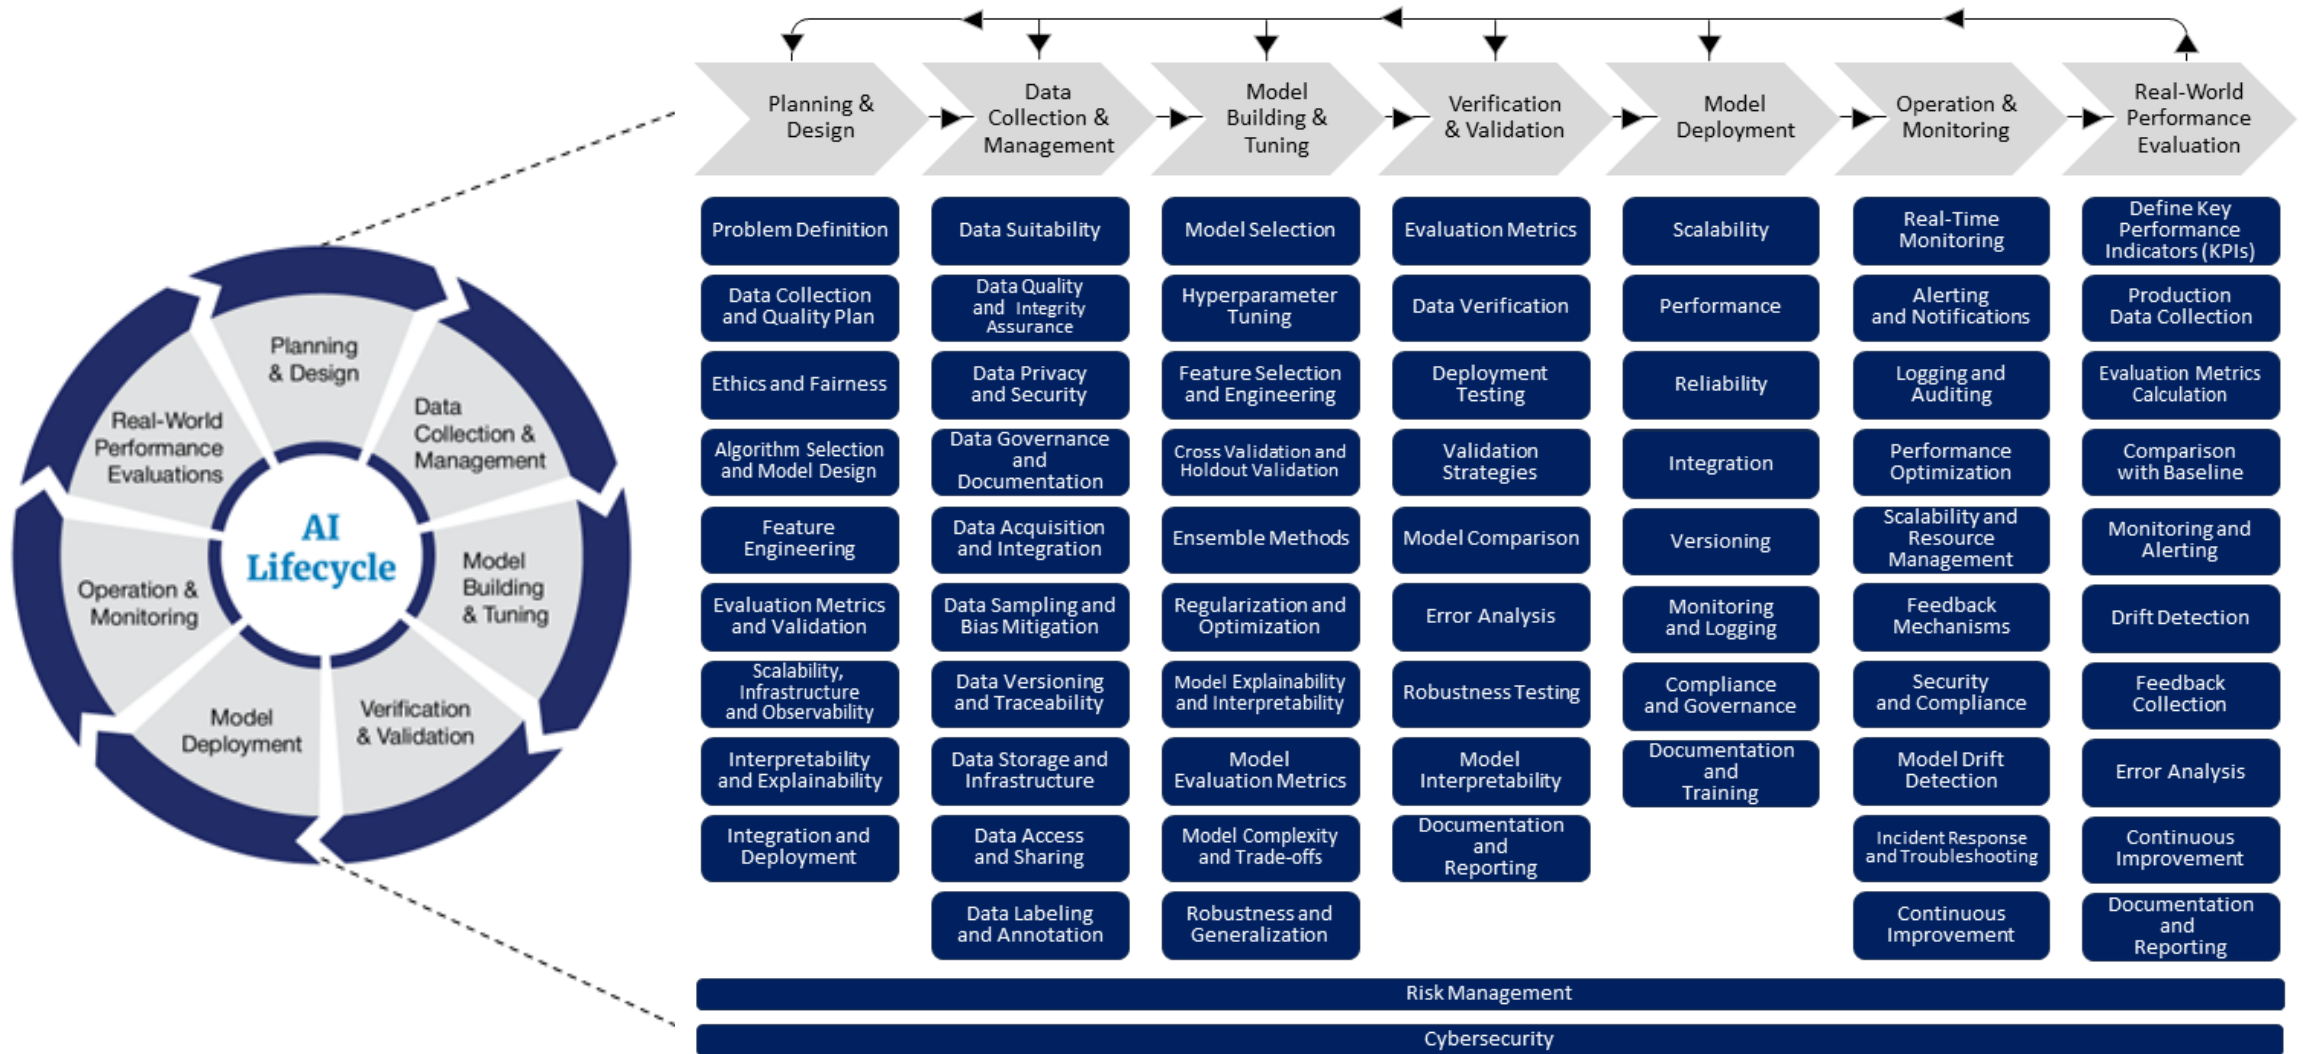 Planning &
Design
Data
Collection &
Management
Model
Building &
Tuning
Verification
& Validation
Model
Deployment
Operation &
Monitoring
Real-World
Performance
Evaluation
Planning
& Design
Data
Collection &
Management
Model
Building
& Tuning
Verification
& Validation
Model
Deployment
Operation &
Monitoring
Real-World
Performance
Evaluations
AI
Lifecycle
Problem Definition
Data Collection
and Quality Plan
Ethics and Fairness
Algorithm Selection
and Model Design
Feature
Engineering
Evaluation Metrics
and Validation
Scalability,
Infrastructure
and Observability
Interpretability
and Explainability
Integration and
Deployment
Data Suitability
Data Quality
and Integrity
Assurance
Data Privacy
and Security
Data Governance
and
Documentation
Data Acquisition
and Integration
Data Sampling and
Bias Mitigation
Data Versioning
and Traceability
Data Storage and
Infrastructure
Data Access
and Sharing
Data Labeling
and Annotation
Model Selection
Hyperparameter
Tuning
Feature Selection
and Engineering
Cross Validation and
Holdout Validation
Ensemble Methods
Regularization and
Optimization
Model Explainability
and Interpretability
Model
Evaluation Metrics
Model Complexity
and Trade-offs
Robustness and
Generalization
Evaluation Metrics
Data Verification
Deployment
Testing
Validation
Strategies
Model Comparison
Error Analysis
Robustness Testing
Model
Interpretability
Documentation
and
Reporting
Scalability
Performance
Reliability
Integration
Versioning
Monitoring
and Logging
Compliance
and Governance
Documentation
and
Training
Real-Time
Monitoring
Alerting
and Notifications
Logging and
Auditing
Performance
Optimization
Scalability and
Resource
Management
Feedback
Mechanisms
Security
and Compliance
Model Drift
Detection
Incident Response
and Troubleshooting
Continuous
Improvement
Define Key
Performance
Indicators (KPIs)
Production
Data Collection
Evaluation Metrics
Calculation
Comparison
with Baseline
Monitoring and
Alerting
Drift Detection
Feedback
Collection
Error Analysis
Continuous
Improvement
Documentation
and
Reporting
Risk Management
Cybersecurity